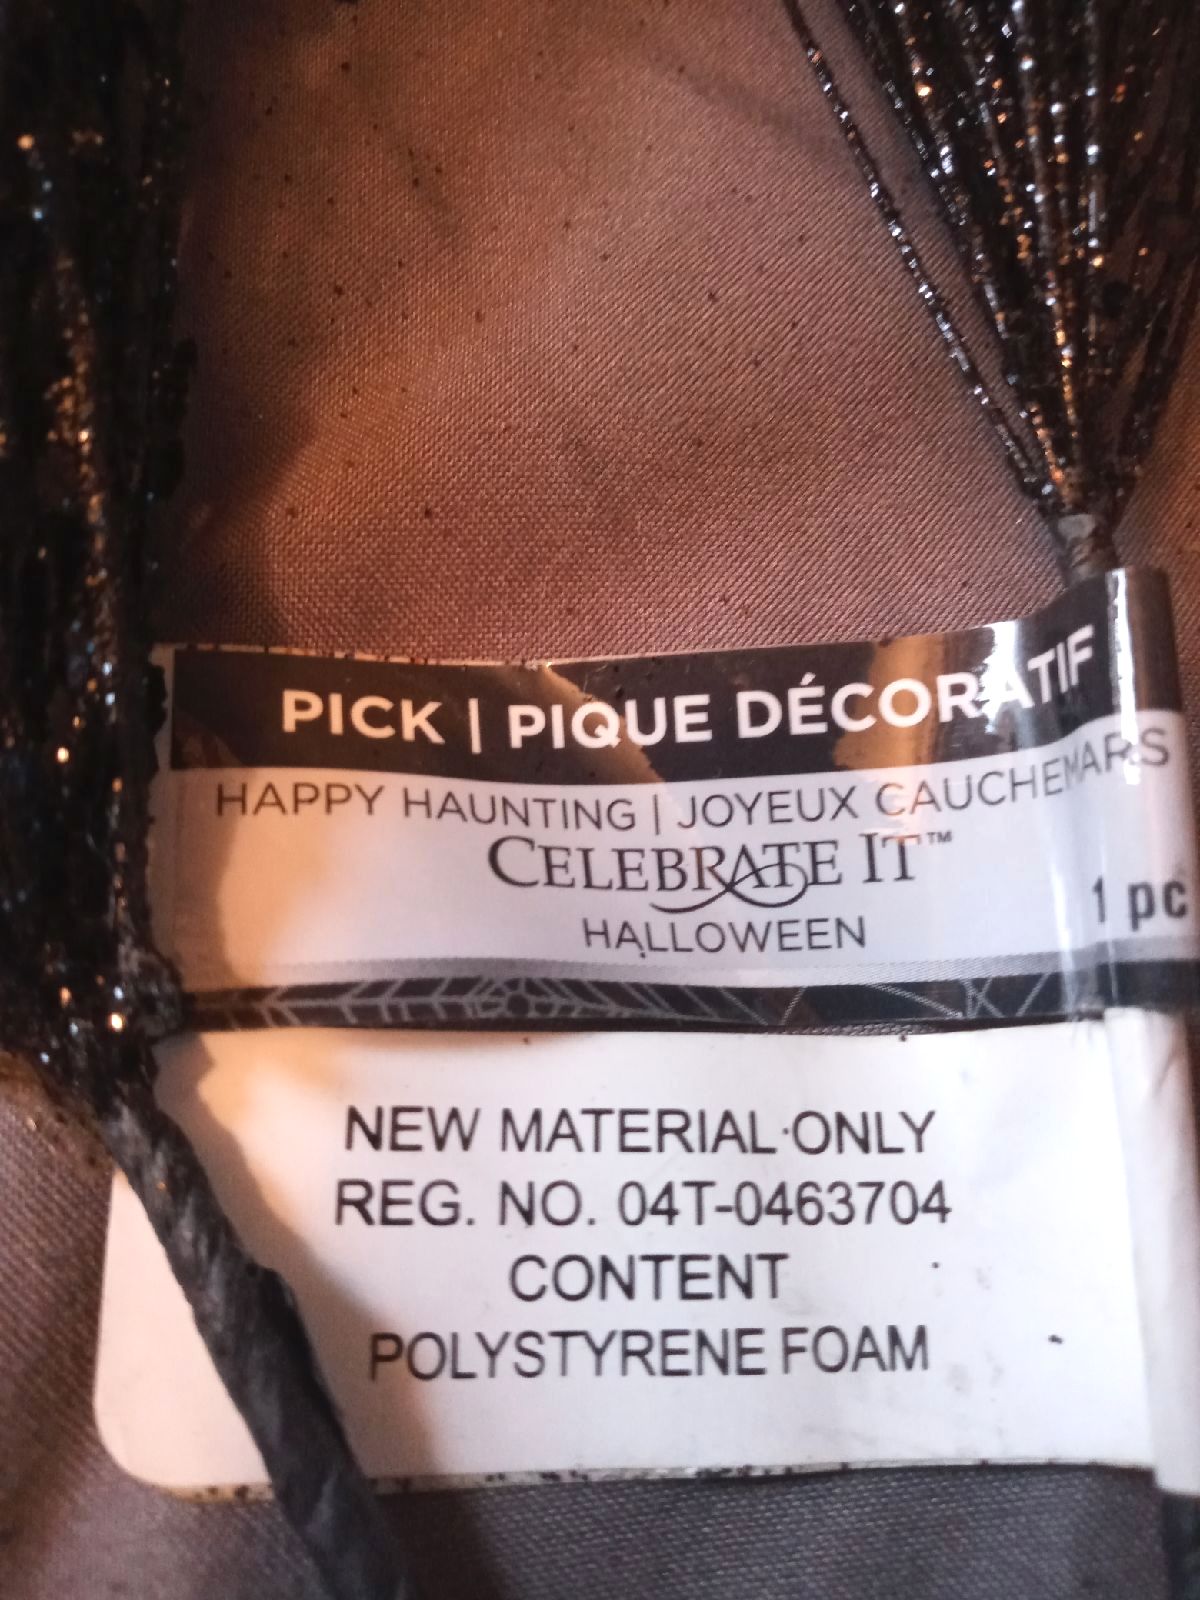 PICK | PIQUE DÉCORATIF
HAPPY HAUNTING | JOYEUX CAUCHEMARS
CELEBRATE IT™
HALLOWEEN
1 pc
NEW MATERIAL ONLY
REG. NO. 04T-0463704
CONTENT
POLYSTYRENE FOAM